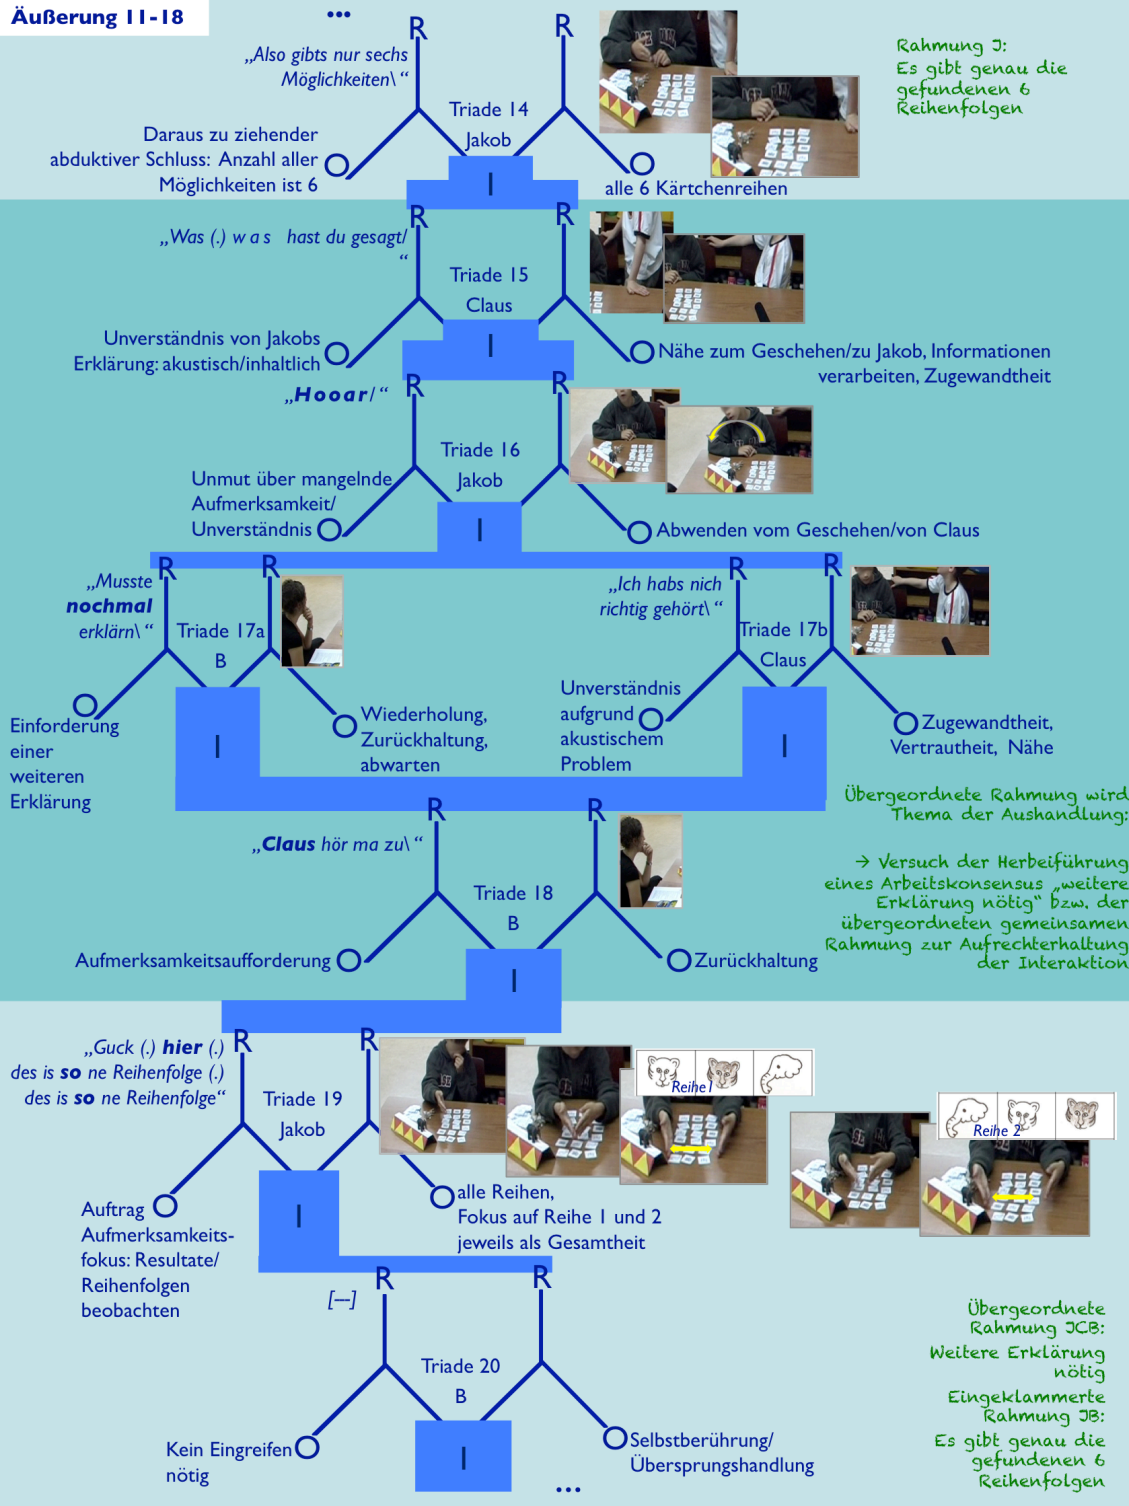 Äußerung 11-18
...
R
R
„Also gibts nur sechs
Möglichkeiten\ “
Rahmung J:
Es gibt genau die
gefundenen 6
Reihenfolgen
Triade 14
Jakob
Daraus zu ziehender
abduktiver Schluss: Anzahl aller
Möglichkeiten ist 6
alle 6 Kärtchenreihen
I
R
R
„Was (.) w a s hast du gesagt/
“
Triade 15
Claus
Unverständnis von Jakobs
Erklärung: akustisch/inhaltlich
Nähe zum Geschehen/zu Jakob, Informationen
verarbeiten, Zugewandtheit
I
R
R
„Hooar/ “
Triade 16
Jakob
Unmut über mangelnde
Aufmerksamkeit/
Unverständnis
Abwenden vom Geschehen/von Claus
I
R
R
„Musste
nochmal
erklärn\ “
Triade 17a
B
Einforderung
einer
weiteren
Erklärung
Wiederholung,
Zurückhaltung,
abwarten
I
R
R
„Ich habs nich
richtig gehört\ “
Triade 17b
Claus
Unverständnis
aufgrund
akustischem
Problem
Zugewandtheit,
Vertrautheit, Nähe
I
Übergeordnete Rahmung wird
Thema der Aushandlung:
→ Versuch der Herbeiführung
eines Arbeitskonsensus „weitere
Erklärung nötig“ bzw. der
übergeordneten gemeinsamen
Rahmung zur Aufrechterhaltung
der Interaktion
R
R
„Claus hör ma zu\ “
Triade 18
B
Aufmerksamkeitsaufforderung
Zurückhaltung
I
R
R
„Guck (.) hier (.)
des is so ne Reihenfolge (.)
des is so ne Reihenfolge“
Triade 19
Jakob
Reihe 1
Reihe 2
Auftrag
Aufmerksamkeits-
fokus: Resultate/
Reihenfolgen
beobachten
alle Reihen,
Fokus auf Reihe 1 und 2
jeweils als Gesamtheit
I
R
R
[---]
Triade 20
B
Kein Eingreifen
nötig
Selbstberührung/
Übersprungshandlung
I
...
Übergeordnete
Rahmung JCB:
Weitere Erklärung
nötig
Eingeklammerte
Rahmung JB:
Es gibt genau die
gefundenen 6
Reihenfolgen